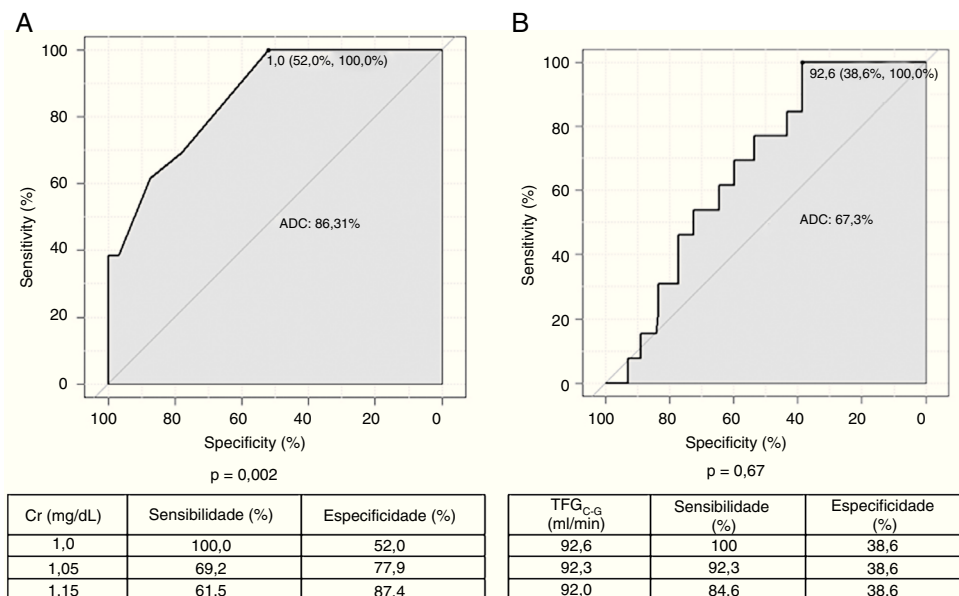 A
100
80
60
40
20
0
Sensitivity (%)
1,0 (52,0%, 100,0%)
ADC: 86,31%
100 80 60 40 20 0
Specificity (%)
p = 0,002
Cr (mg/dL) Sensibilidade (%) Especificidade (%)
1,0 100,0 52,0
1,05 69,2 77,9
1,15 61,5 87,4
B
100
80
60
40
20
0
Sensitivity (%)
92,6 (38,6%, 100,0%)
ADC: 67,3%
100 80 60 40 20 0
Specificity (%)
p = 0,67
TFGC-G (ml/min) Sensibilidade (%) Especificidade (%)
92,6 100 38,6
92,3 92,3 38,6
92,0 84,6 38,6